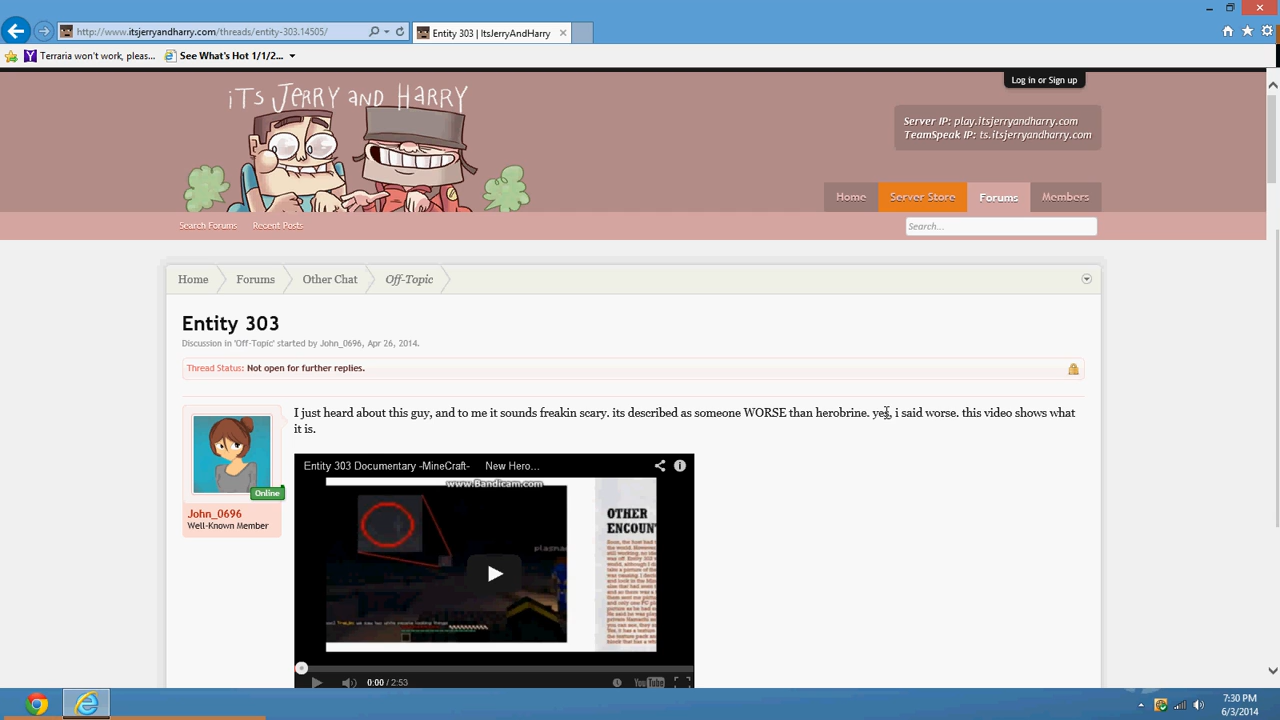 http://www.itsjerryandharry.com/threads/entity-303.14505/
Entity 303 | ItsJerryAndHarry
Terraria won't work, pleas...
See What's Hot 1/1/2...
iTs JERRY AND HARRY
Log in or Sign up
Server IP: play.itsjerryandharry.com
TeamSpeak IP: ts.itsjerryandharry.com
Home
Server Store
Forums
Members
Search Forums
Recent Posts
Search...
Home
Forums
Other Chat
Off-Topic
Entity 303
Discussion in 'Off-Topic' started by John_0696, Apr 26, 2014.
Thread Status: Not open for further replies.
I just heard about this guy, and to me it sounds freakin scary. its described as someone WORSE than herobrine. yes, i said worse. this video shows what
it is.
Online
John_0696
Well-Known Member
Entity 303 Documentary -MineCraft- New Hero...
www.Bandicam.com
OTHER
ENCOUN
0:00 / 2:53
YouTube
7:30 PM
6/3/2014